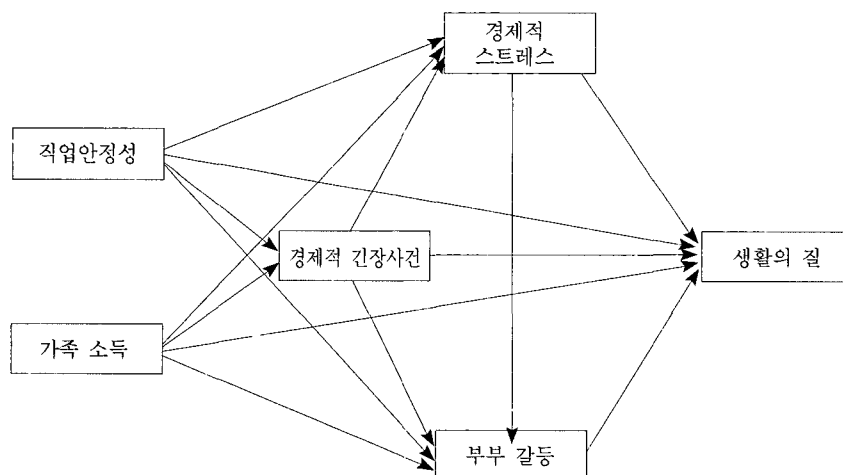 경제적
스트레스
직업안정성
경제적 긴장사건
생활의 질
가족 소득
부부 갈등